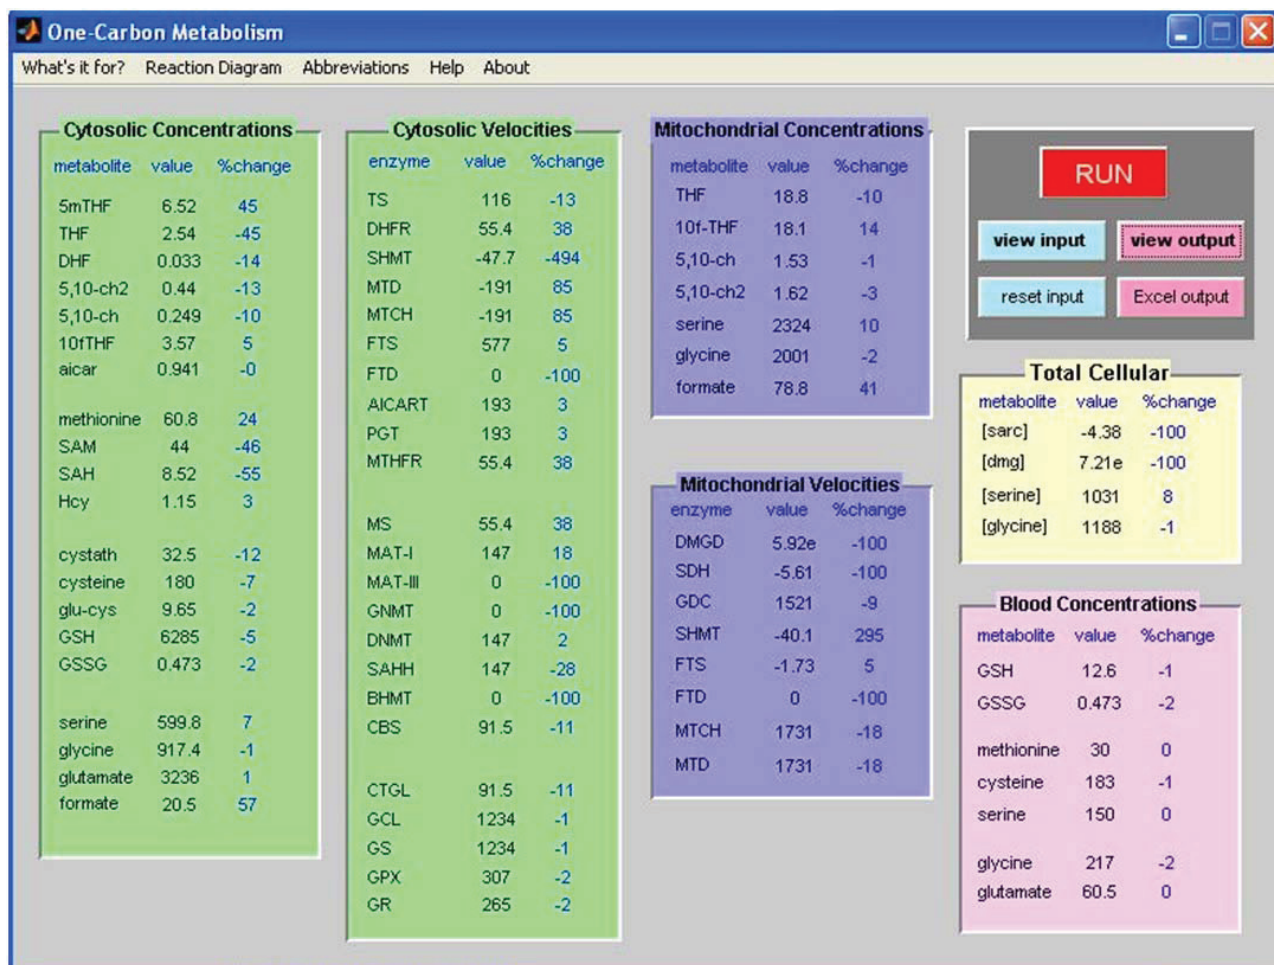 One-Carbon Metabolism
What's it for? Reaction Diagram Abbreviations Help About
Cytosolic Concentrations
metabolite value %change
5mTHF 6.52 45
THF 2.54 -45
DHF 0.033 -14
5,10-ch2 0.44 -13
5,10-ch 0.249 -10
10fTHF 3.57 5
aicar 0.941 -0
methionine 60.8 24
SAM 44 -46
SAH 8.52 -55
Hcy 1.15 3
cystath 32.5 -12
cysteine 180 -7
glu-cys 9.65 -2
GSH 6285 -5
GSSG 0.473 -2
serine 599.8 7
glycine 917.4 -1
glutamate 3236 1
formate 20.5 57
Cytosolic Velocities
enzyme value %change
TS 116 -13
DHFR 55.4 38
SHMT -47.7 -494
MTD -191 85
MTCH -191 85
FTS 577 5
FTD 0 -100
AICART 193 3
PGT 193 3
MTHFR 55.4 38
MS 55.4 38
MAT-I 147 18
MAT-III 0 -100
GNMT 0 -100
DNMT 147 2
SAHH 147 -28
BHMT 0 -100
CBS 91.5 -11
CTGL 91.5 -11
GCL 1234 -1
GS 1234 -1
GPX 307 -2
GR 265 -2
Mitochondrial Concentrations
metabolite value %change
THF 18.8 -10
10f-THF 18.1 14
5,10-ch 1.53 -1
5,10-ch2 1.62 -3
serine 2324 10
glycine 2001 -2
formate 78.8 41
Mitochondrial Velocities
enzyme value %change
DMGD 5.92e -100
SDH -5.61 -100
GDC 1521 -9
SHMT -40.1 295
FTS -1.73 5
FTD 0 -100
MTCH 1731 -18
MTD 1731 -18
RUN
view input view output
reset input Excel output
Total Cellular
metabolite value %change
[sarc] -4.38 -100
[dmg] 7.21e -100
[serine] 1031 8
[glycine] 1188 -1
Blood Concentrations
metabolite value %change
GSH 12.6 -1
GSSG 0.473 -2
methionine 30 0
cysteine 183 -1
serine 150 0
glycine 217 -2
glutamate 60.5 0